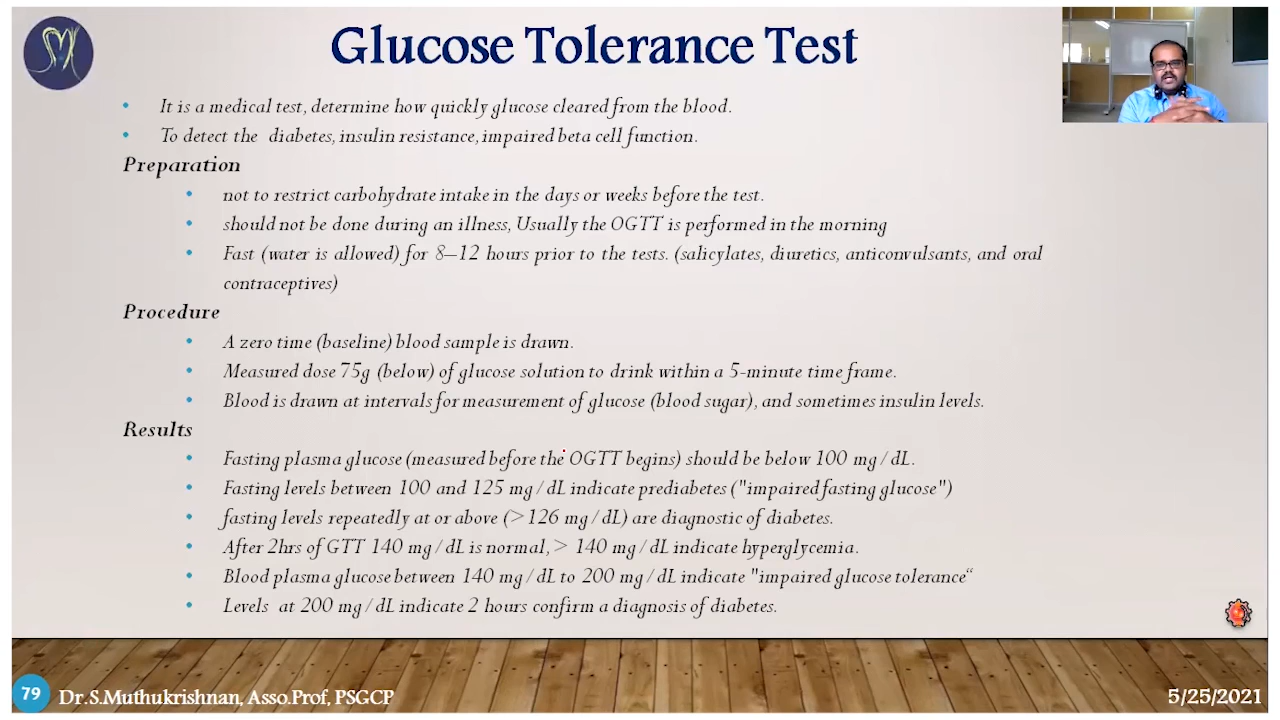 Glucose Tolerance Test
• It is a medical test, determine how quickly glucose cleared from the blood.
• To detect the diabetes, insulin resistance, impaired beta cell function.
Preparation
• not to restrict carbohydrate intake in the days or weeks before the test.
• should not be done during an illness, Usually the OGTT is performed in the morning
• Fast (water is allowed) for 8–12 hours prior to the tests. (salicylates, diuretics, anticonvulsants, and oral
contraceptives)
Procedure
• A zero time (baseline) blood sample is drawn.
• Measured dose 75g (below) of glucose solution to drink within a 5-minute time frame.
• Blood is drawn at intervals for measurement of glucose (blood sugar), and sometimes insulin levels.
Results
• Fasting plasma glucose (measured before the OGTT begins) should be below 100 mg/dL.
• Fasting levels between 100 and 125 mg/dL indicate prediabetes ("impaired fasting glucose")
• fasting levels repeatedly at or above (>126 mg/dL) are diagnostic of diabetes.
• After 2hrs of GTT 140 mg/dL is normal, > 140 mg/dL indicate hyperglycemia.
• Blood plasma glucose between 140 mg/dL to 200 mg/dL indicate "impaired glucose tolerance“
• Levels at 200 mg/dL indicate 2 hours confirm a diagnosis of diabetes.
79 Dr.S.Muthukrishnan, Asso.Prof, PSGCP
5/25/2021